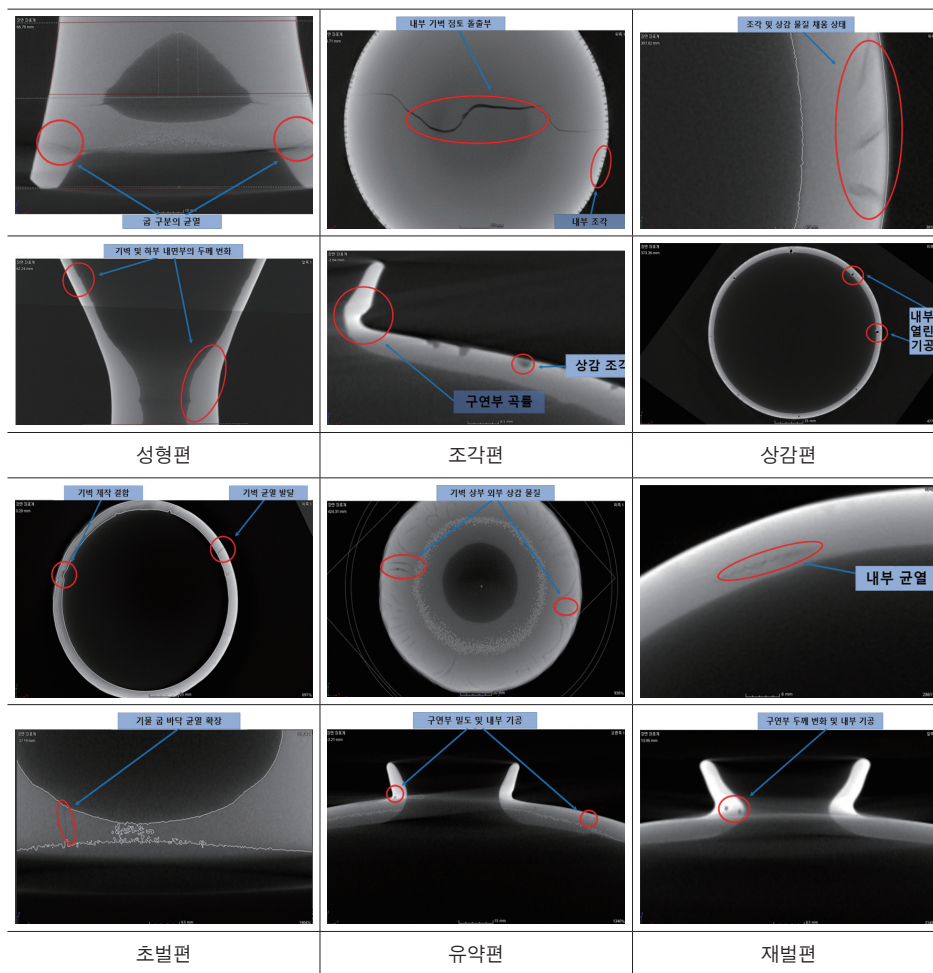 굽 구분의 균열
내부 기벽 점토 돌출부
내부 조각
조각 및 상감 물질 채움 상태
기벽 및 하부 내면부의 두께 변화
구연부 곡률
상감 조각
내부
열린
기공
성형편
조각편
상감편
기벽 제작 결함
기벽 균열 발달
기벽 상부 외부 상감 물질
내부 균열
기물 굽 바닥 균열 확장
구연부 밀도 및 내부 기공
구연부 두께 변화 및 내부 기공
초벌편
유약편
재벌편